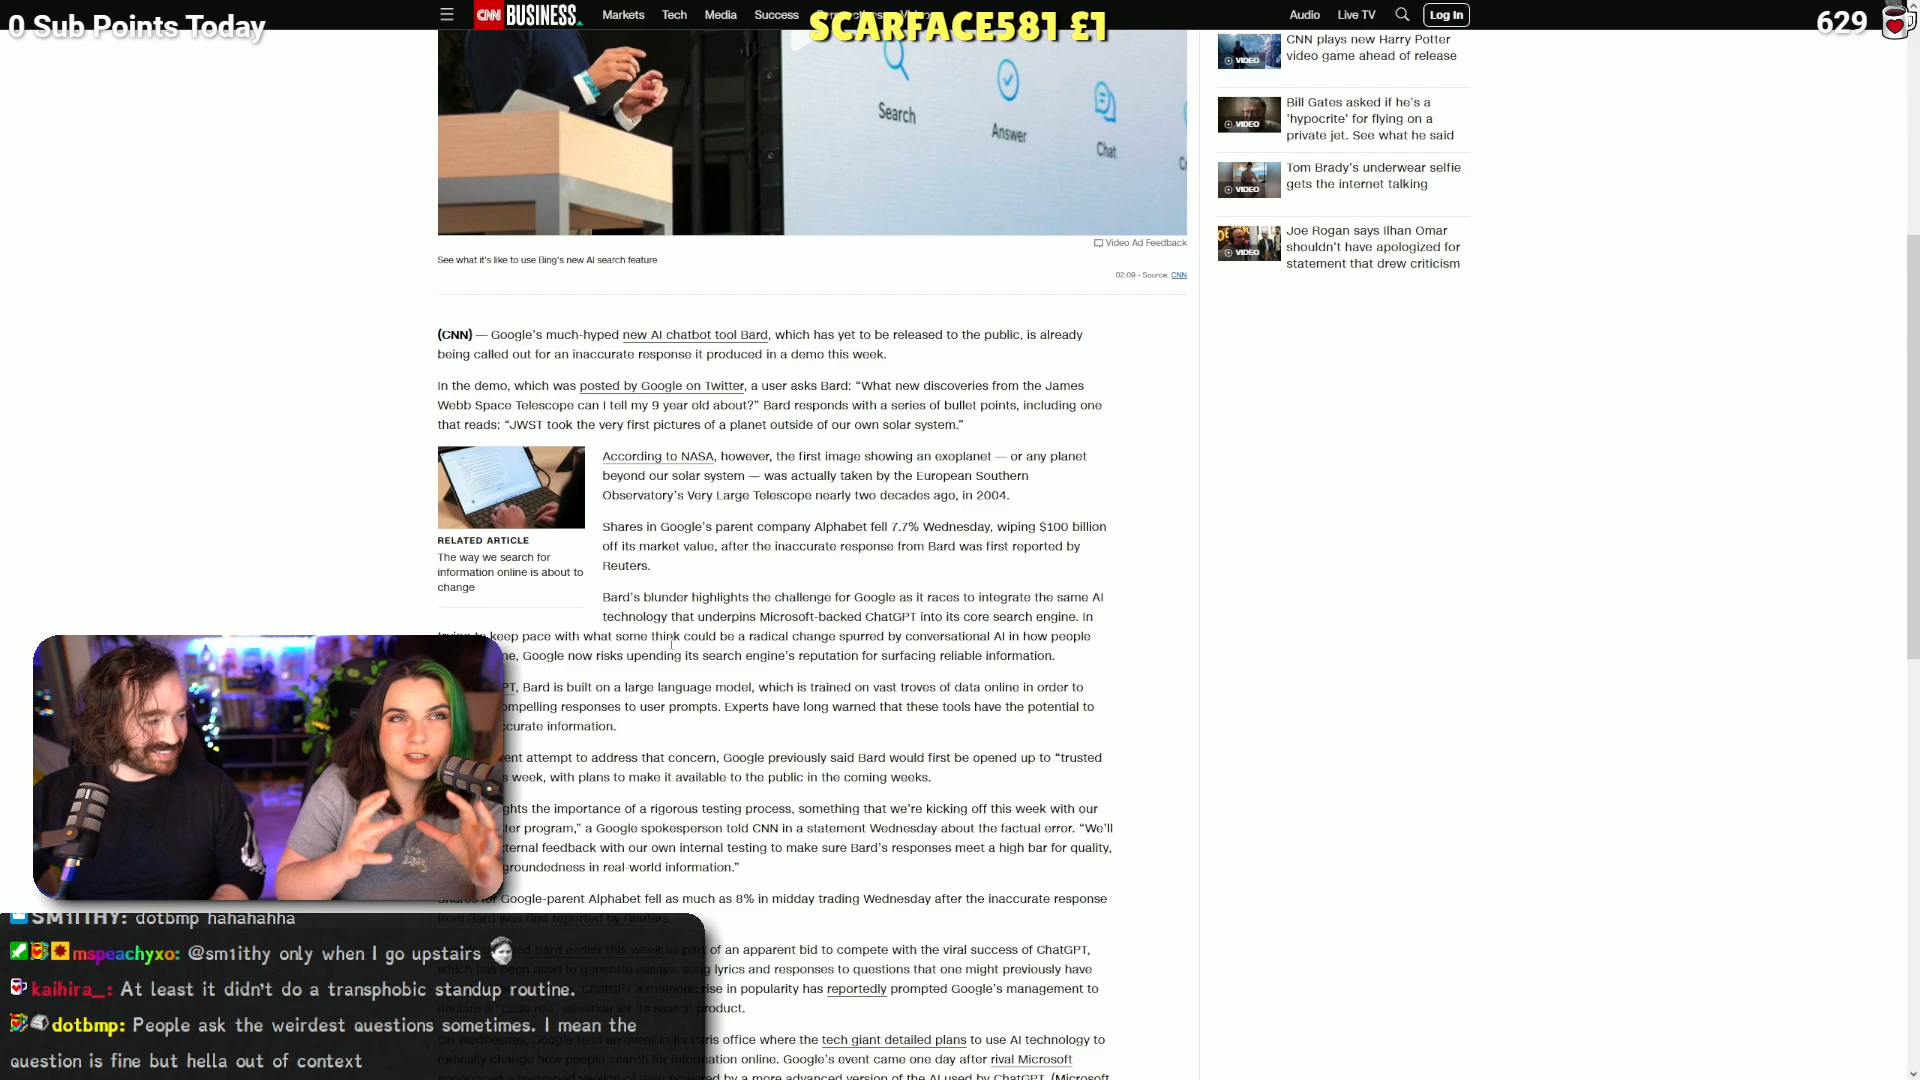 0 Sub Points Today
CNN BUSINESS
Markets Tech Media Success
SCARFACE581 £1
Audio Live TV Log In
629
Search
Answer
Chat
Video Ad Feedback
See what it's like to use Bing's new AI search feature
02:09 - Source: CNN
VIDEO
CNN plays new Harry Potter
video game ahead of release
VIDEO
Bill Gates asked if he's a
'hypocrite' for flying on a
private jet. See what he said
VIDEO
Tom Brady's underwear selfie
gets the internet talking
VIDEO
Joe Rogan says Ilhan Omar
shouldn't have apologized for
statement that drew criticism
(CNN) — Google's much-hyped new AI chatbot tool Bard, which has yet to be released to the public, is already
being called out for an inaccurate response it produced in a demo this week.
In the demo, which was posted by Google on Twitter, a user asks Bard: “What new discoveries from the James
Webb Space Telescope can I tell my 9 year old about?” Bard responds with a series of bullet points, including one
that reads: “JWST took the very first pictures of a planet outside of our own solar system.”
According to NASA, however, the first image showing an exoplanet — or any planet
beyond our solar system — was actually taken by the European Southern
Observatory's Very Large Telescope nearly two decades ago, in 2004.
RELATED ARTICLE
The way we search for
information online is about to
change
Shares in Google's parent company Alphabet fell 7.7% Wednesday, wiping $100 billion
off its market value, after the inaccurate response from Bard was first reported by
Reuters.
Bard's blunder highlights the challenge for Google as it races to integrate the same AI
technology that underpins Microsoft-backed ChatGPT into its core search engine. In
keep pace with what some think could be a radical change spurred by conversational AI in how people
Google now risks upending its search engine's reputation for surfacing reliable information.
PT, Bard is built on a large language model, which is trained on vast troves of data online in order to
ompelling responses to user prompts. Experts have long warned that these tools have the potential to
curate information.
ent attempt to address that concern, Google previously said Bard would first be opened up to “trusted
s week, with plans to make it available to the public in the coming weeks.
ghts the importance of a rigorous testing process, something that we're kicking off this week with our
ter program,” a Google spokesperson told CNN in a statement Wednesday about the factual error. “We'll
ternal feedback with our own internal testing to make sure Bard's responses meet a high bar for quality,
groundedness in real-world information.”
Shares for Google-parent Alphabet fell as much as 8% in midday trading Wednesday after the inaccurate response
from Bard was first reported by Reuters.
ed Bard earlier this week as part of an apparent bid to compete with the viral success of ChatGPT,
which has been used to generate essays, song lyrics and responses to questions that one might previously have
ChatGPT's meteoric rise in popularity has reportedly prompted Google's management to
declare a “code red” situation for its search product.
On Wednesday, Google held an event in its Paris office where the tech giant detailed plans to use AI technology to
radically change how people search for information online. Google's event came one day after rival Microsoft
announced a revamped version of Bing powered by a more advanced version of the AI used by ChatGPT. (Microsoft
SM1ITHY: dotbmp hahahahha
mspeachyxo: @sm1ithy only when I go upstairs
kaihira_: At least it didn't do a transphobic standup routine.
dotbmp: People ask the weirdest questions sometimes. I mean the
question is fine but hella out of context